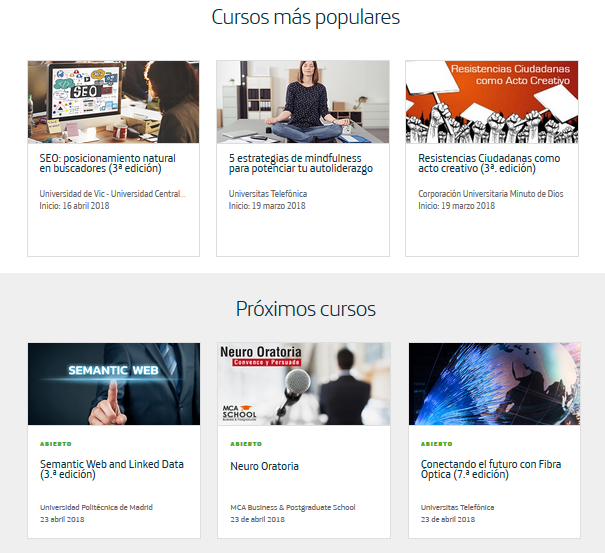 Cursos más populares
SEO
Resistencias Ciudadanas
como Acto Creativo
SEO: posicionamiento natural
en buscadores (3ª edición)
Universidad de Vic - Universidad Central...
Inicio: 16 abril 2018
5 estrategias de mindfulness
para potenciar tu autoliderazgo
Universitas Telefónica
Inicio: 19 marzo 2018
Resistencias Ciudadanas como
acto creativo (3ª. edición)
Corporación Universitaria Minuto de Dios
Inicio: 19 marzo 2018
Próximos cursos
SEMANTIC WEB
Neuro Oratoria
Convence y Persuade
MCA
SCHOOL
ABIERTO
Semantic Web and Linked Data
(3.ª edición)
Universidad Politécnica de Madrid
23 abril 2018
ABIERTO
Neuro Oratoria
MCA Business & Postgraduate School
23 de abril 2018
ABIERTO
Conectando el futuro con Fibra
Óptica (7.ª edición)
Universitas Telefónica
23 de abril 2018